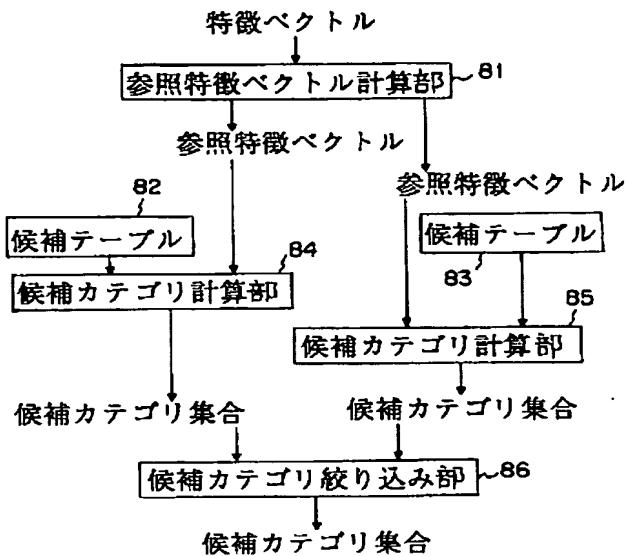 特徴ベクトル
参照特徴ベクトル計算部
81
参照特徴ベクトル
参照特徴ベクトル
82
候補テーブル
候補テーブル
83
84
候補カテゴリ計算部
85
候補カテゴリ計算部
候補カテゴリ集合
候補カテゴリ集合
候補カテゴリ絞り込み部
86
候補カテゴリ集合